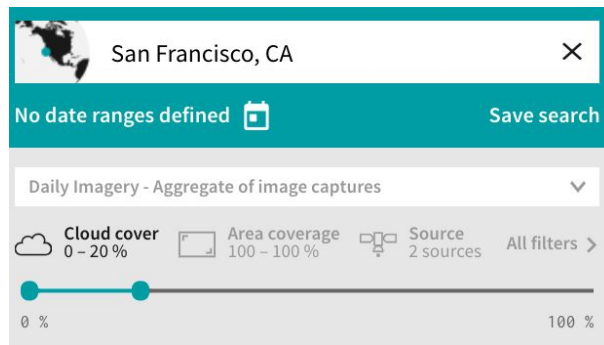 San Francisco, CA
No date ranges defined Save search
Daily Imagery - Aggregate of image captures
Cloud cover Area coverage Source
0 – 20 % 100 – 100 % 2 sources All filters
0 % 100 %